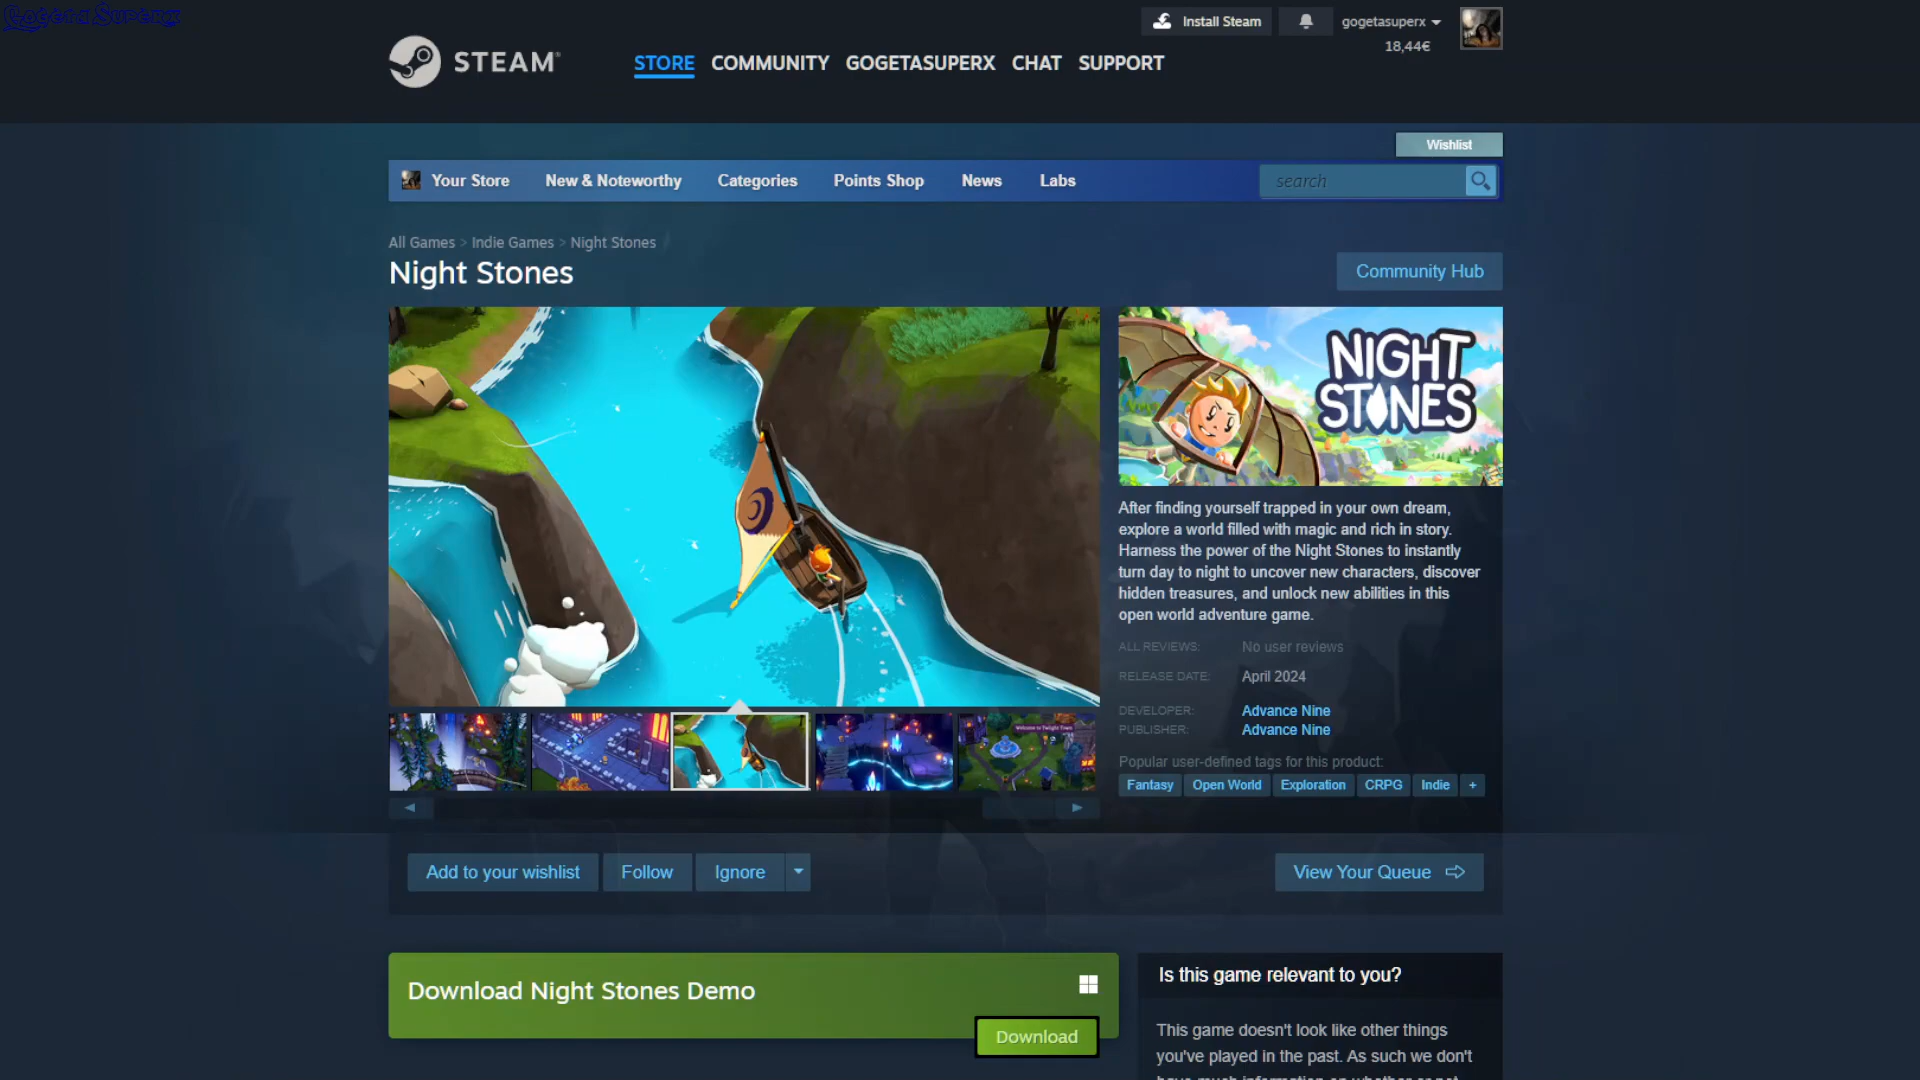 Gogeta Superx
Install Steam
gogetasuperx
18,44€
STEAM®
STORE
COMMUNITY
GOGETASUPERX
CHAT
SUPPORT
Wishlist
Your Store
New & Noteworthy
Categories
Points Shop
News
Labs
search
All Games > Indie Games > Night Stones
Night Stones
Community Hub
NIGHT
STONES
After finding yourself trapped in your own dream,
explore a world filled with magic and rich in story.
Harness the power of the Night Stones to instantly
turn day to night to uncover new characters, discover
hidden treasures, and unlock new abilities in this
open world adventure game.
ALL REVIEWS: No user reviews
RELEASE DATE: April 2024
DEVELOPER: Advance Nine
PUBLISHER: Advance Nine
Popular user-defined tags for this product:
Fantasy
Open World
Exploration
CRPG
Indie
+
Welcome to Twilight Town
Add to your wishlist
Follow
Ignore
View Your Queue
Download Night Stones Demo
Download
Is this game relevant to you?
This game doesn't look like other things
you've played in the past. As such we don't